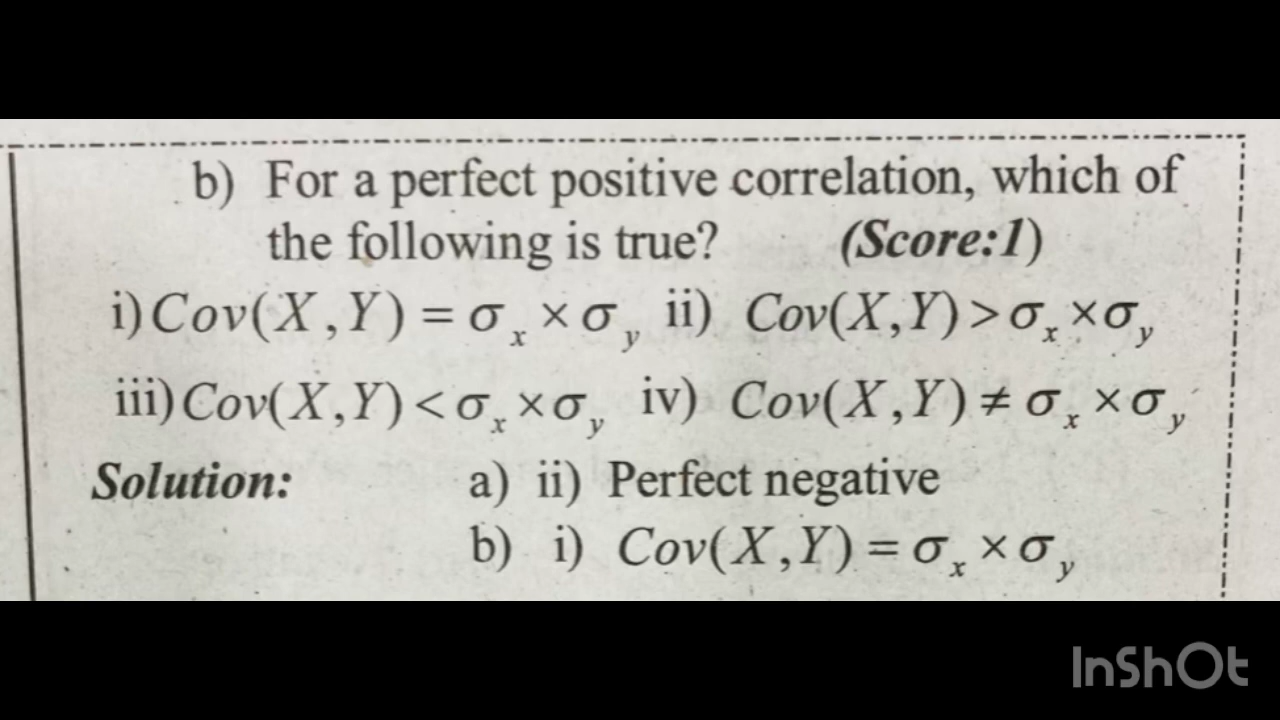 b) For a perfect positive correlation, which of
the following is true? (Score:1)
i) Cov(X,Y) = σx × σy ii) Cov(X,Y) > σx ×σy
iii) Cov(X,Y) < σx ×σy iv) Cov(X,Y) ≠ σx ×σy
Solution: a) ii) Perfect negative
b) i) Cov(X,Y) = σx ×σy
InShOt